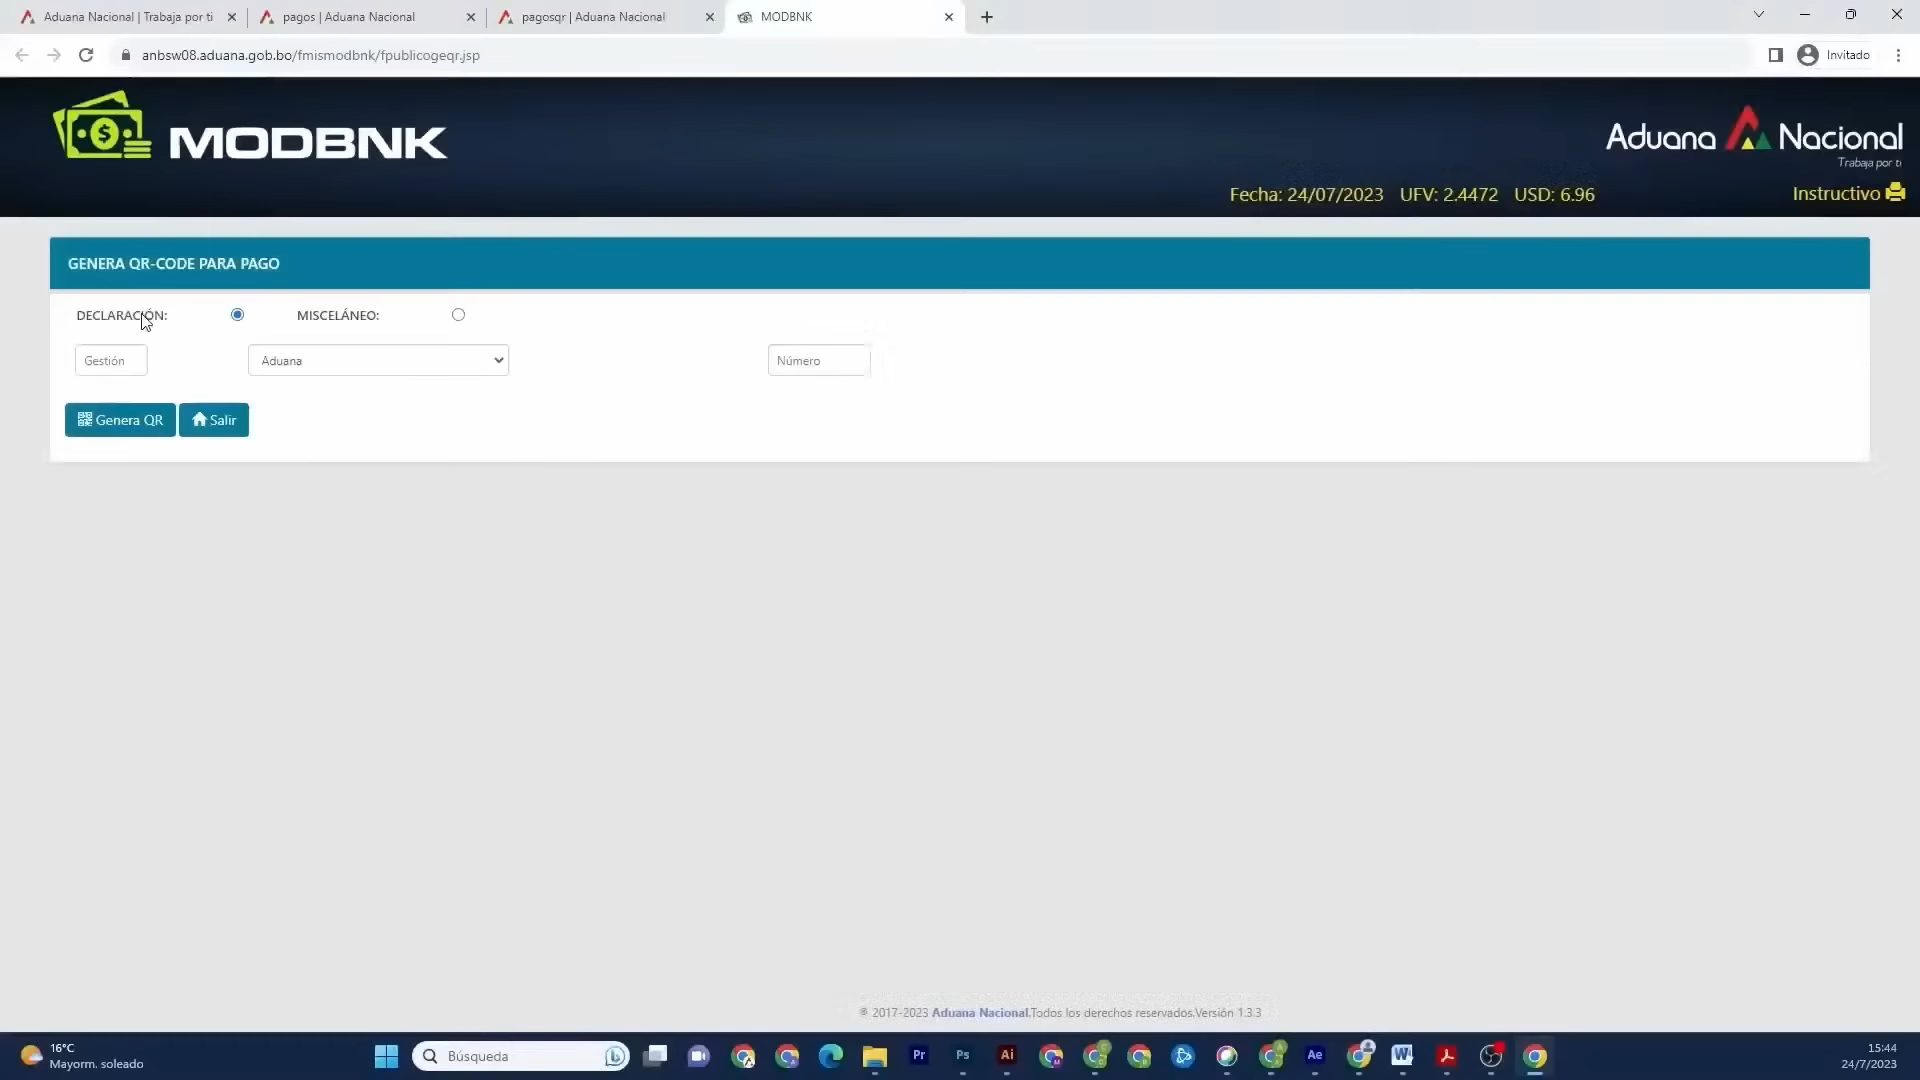 Aduana Nacional | Trabaja por ti
pagos | Aduana Nacional
pagosqr | Aduana Nacional
MODBNK
anbsw08.aduana.gob.bo/fmismodbnk/fpublicogeqr.jsp
Invitado
MODBNK
Aduana Nacional
Trabaja por ti
Fecha: 24/07/2023 UFV: 2.4472 USD: 6.96
Instructivo
GENERA QR-CODE PARA PAGO
DECLARACIÓN:
MISCELÁNEO:
Gestión
Aduana
Número
Genera QR
Salir
© 2017-2023 Aduana Nacional.Todos los derechos reservados.Versión 1.3.3
16°C
Mayorm. soleado
Búsqueda
Pr
Ps
Ai
Ae
W
15:44
24/7/2023